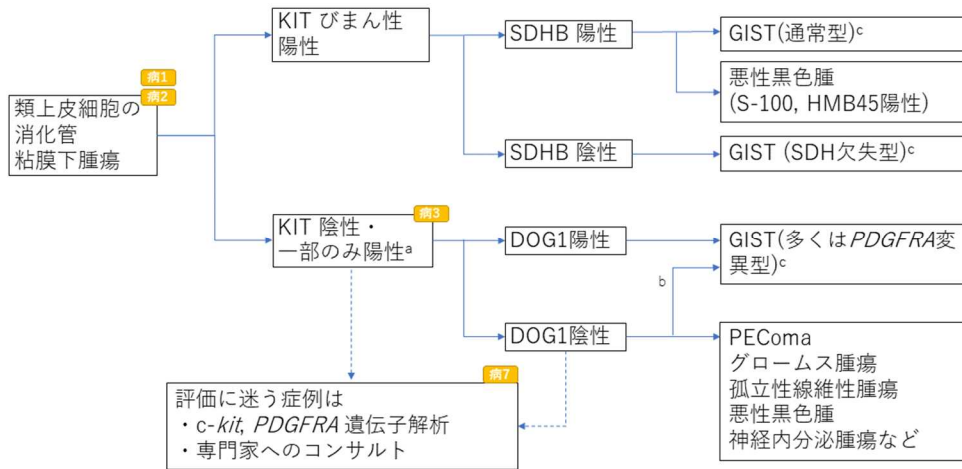 病1
病2
類上皮細胞の
消化管
粘膜下腫瘍
KIT びまん性
陽性
SDHB 陽性
GIST(通常型)c
悪性黒色腫
(S-100, HMB45陽性)
SDHB 陰性
GIST (SDH欠失型)c
病3
KIT 陰性・
一部のみ陽性a
DOG1陽性
GIST(多くはPDGFRA変
異型)c
b
DOG1陰性
PEComa
グロームス腫瘍
孤立性線維性腫瘍
悪性黒色腫
神経内分泌腫瘍など
病7
評価に迷う症例は
・c-kit, PDGFRA 遺伝子解析
・専門家へのコンサルト